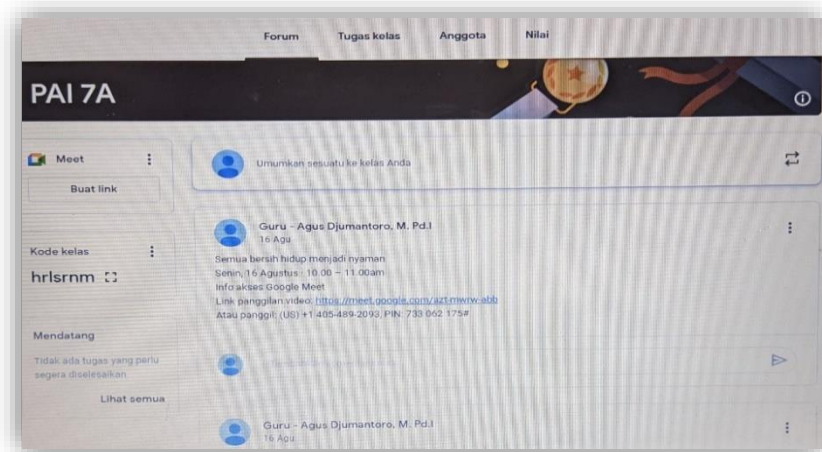 Forum Tugas kelas Anggota Nilai
PAI 7A
Meet
Buat link
Kode kelas
hrlsrnm
Mendatang
Tidak ada tugas yang perlu
segera diselesaikan
Lihat semua
Umumkan sesuatu ke kelas Anda
Guru - Agus Djumantoro, M. Pd.I
16 Agu
Semua bersih hidup menjadi nyaman
Senin, 16 Agustus · 10.00 – 11.00am
Info akses Google Meet
Link panggilan video: https://meet.google.com/azt-mwrw-abb
Atau panggil: (US) +1 405-489-2093, PIN: 733 062 175#
Guru - Agus Djumantoro, M. Pd.I
16 Agu